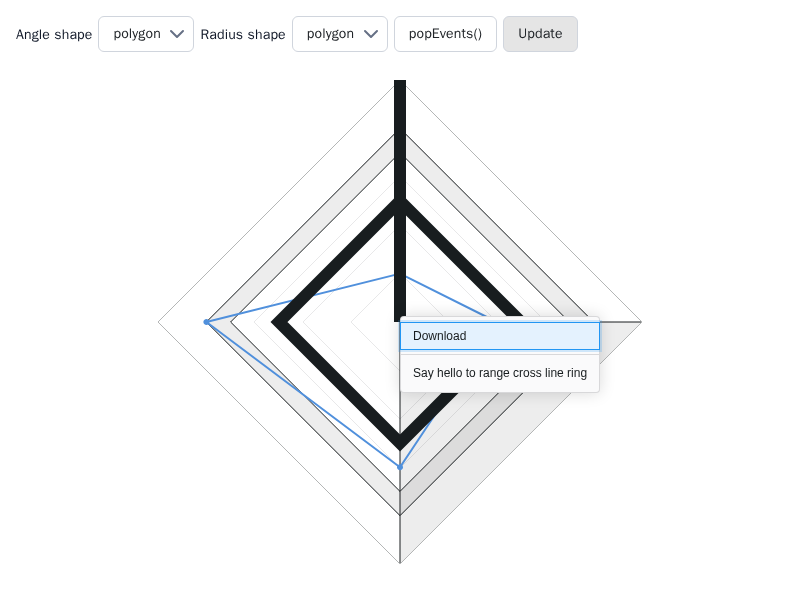 Angle shape polygon Radius shape polygon popEvents() Update
Download
Say hello to range cross line ring